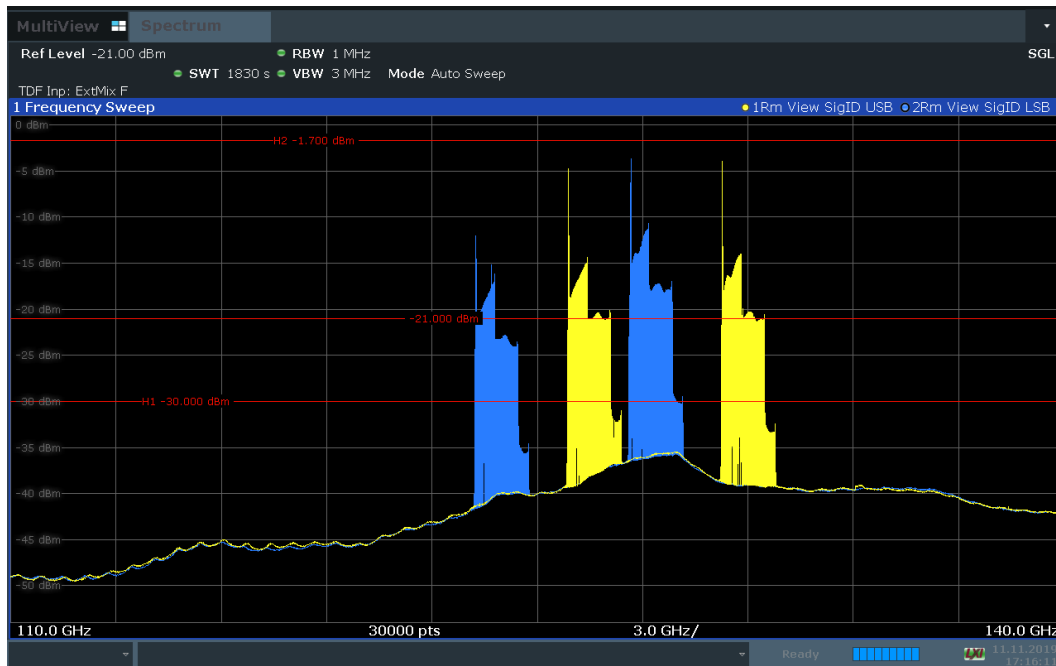 MultiView Spectrum
Ref Level -21.00 dBm RBW 1 MHz SGL
SWT 1830 s VBW 3 MHz Mode Auto Sweep
TDF Inp: ExtMix F
1 Frequency Sweep 1Rm View SigID USB 2Rm View SigID LSB
0 dBm
H2 -1.700 dBm
-5 dBm
-10 dBm
-15 dBm
-20 dBm
-21.000 dBm
-25 dBm
-30 dBm
H1 -30.000 dBm
-35 dBm
-40 dBm
-45 dBm
-50 dBm
110.0 GHz 30000 pts 3.0 GHz/ 140.0 GHz
Ready LXI 11.11.2019